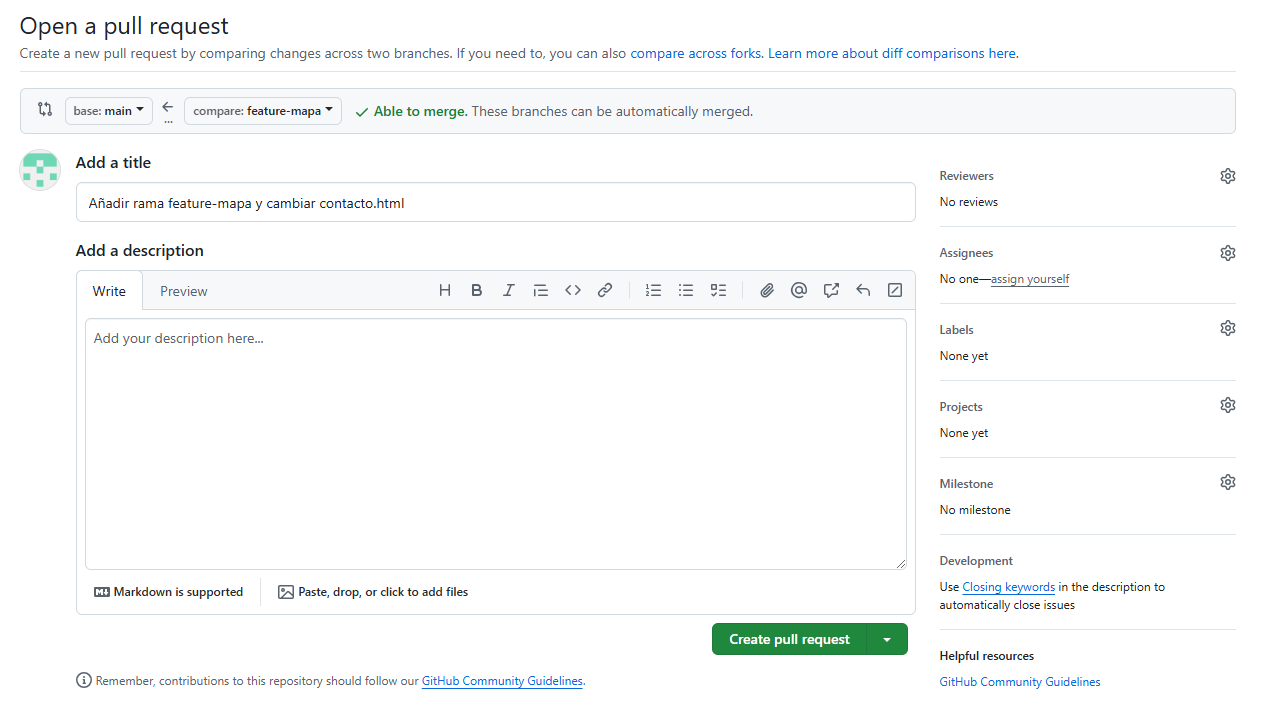 Open a pull request
Create a new pull request by comparing changes across two branches. If you need to, you can also compare across forks. Learn more about diff comparisons here.
base: main
...
compare: feature-mapa
Able to merge. These branches can be automatically merged.
Add a title
Añadir rama feature-mapa y cambiar contacto.html
Add a description
Write
Preview
Add your description here...
Markdown is supported
Paste, drop, or click to add files
Create pull request
Remember, contributions to this repository should follow our GitHub Community Guidelines.
Reviewers
No reviews
Assignees
No one—assign yourself
Labels
None yet
Projects
None yet
Milestone
No milestone
Development
Use Closing keywords in the description to
automatically close issues
Helpful resources
GitHub Community Guidelines